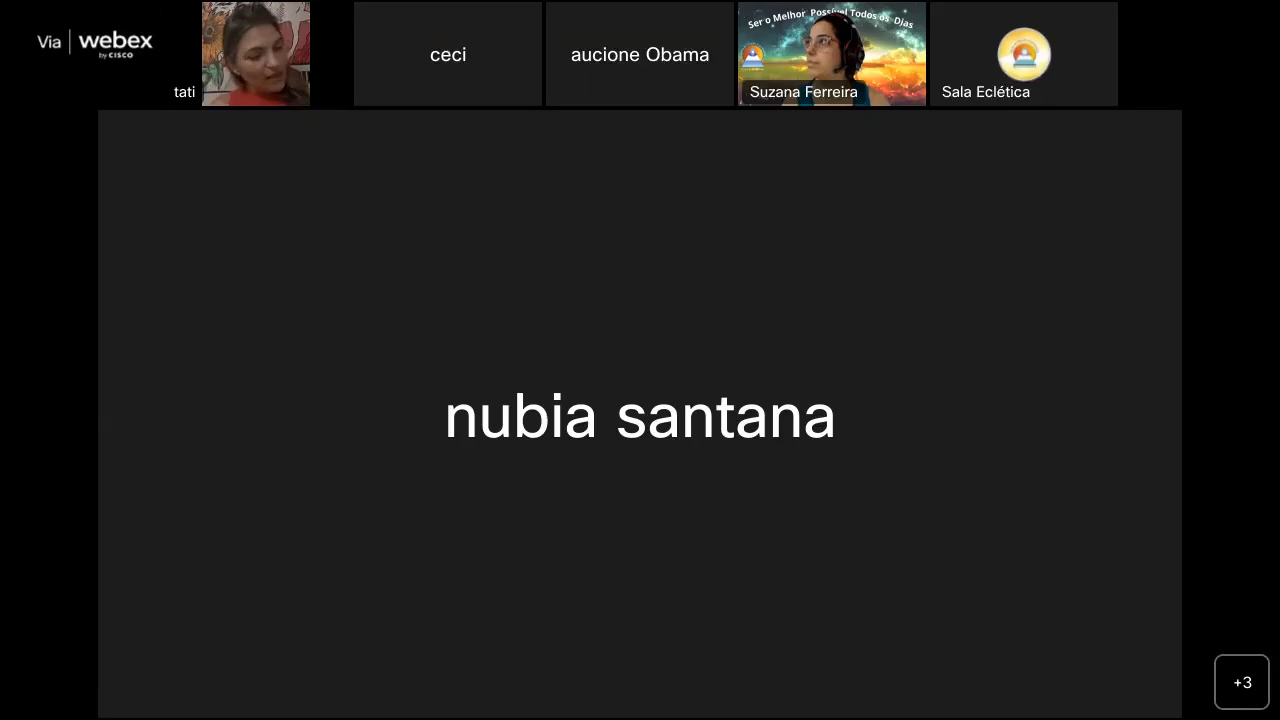 Via webex
by CISCO
tati
ceci
aucione Obama
Ser o Melhor Possível Todos os Dias
Suzana Ferreira
Sala Eclética
nubia santana
+3